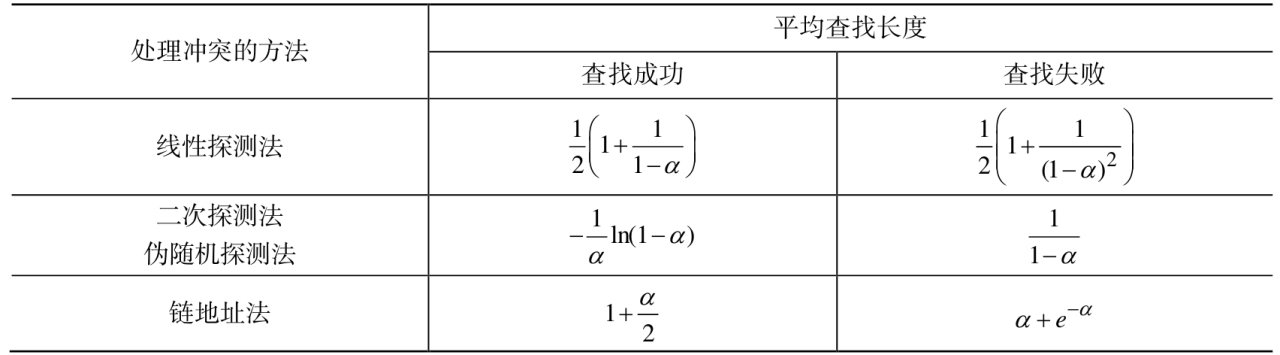 处理冲突的方法
平均查找长度
查找成功
查找失败
线性探测法
\frac{1}{2}\left(1+\frac{1}{1-\alpha}\right)
\frac{1}{2}\left(1+\frac{1}{(1-\alpha)^2}\right)
二次探测法
伪随机探测法
-\frac{1}{\alpha}\ln(1-\alpha)
\frac{1}{1-\alpha}
链地址法
1+\frac{\alpha}{2}
\alpha+e^{-\alpha}